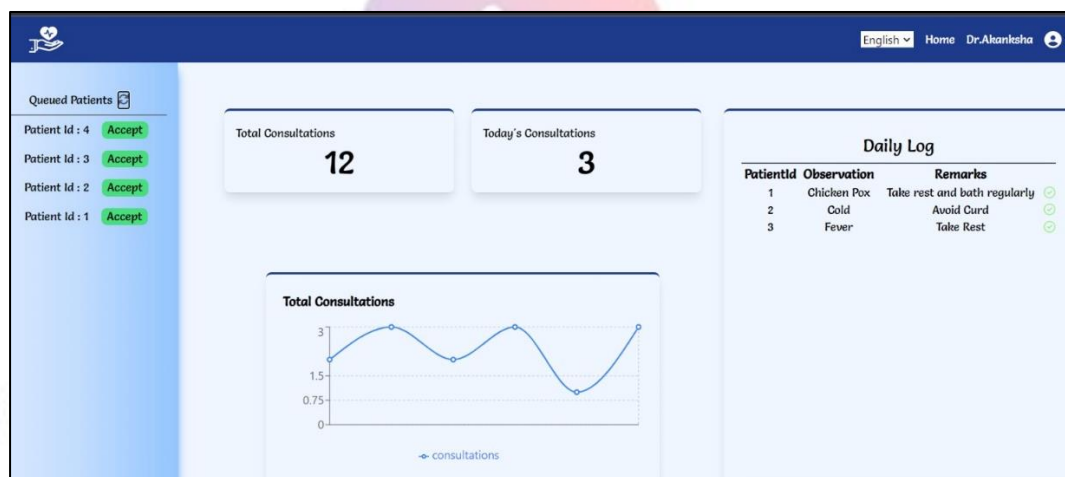 English Home Dr.Akanksha
Queued Patients
Patient Id : 4 Accept
Patient Id : 3 Accept
Patient Id : 2 Accept
Patient Id : 1 Accept
Total Consultations
12
Today's Consultations
3
Daily Log
PatientId Observation Remarks
1 Chicken Pox Take rest and bath regularly
2 Cold Avoid Curd
3 Fever Take Rest
Total Consultations
3
1.5
0.75
0
consultations